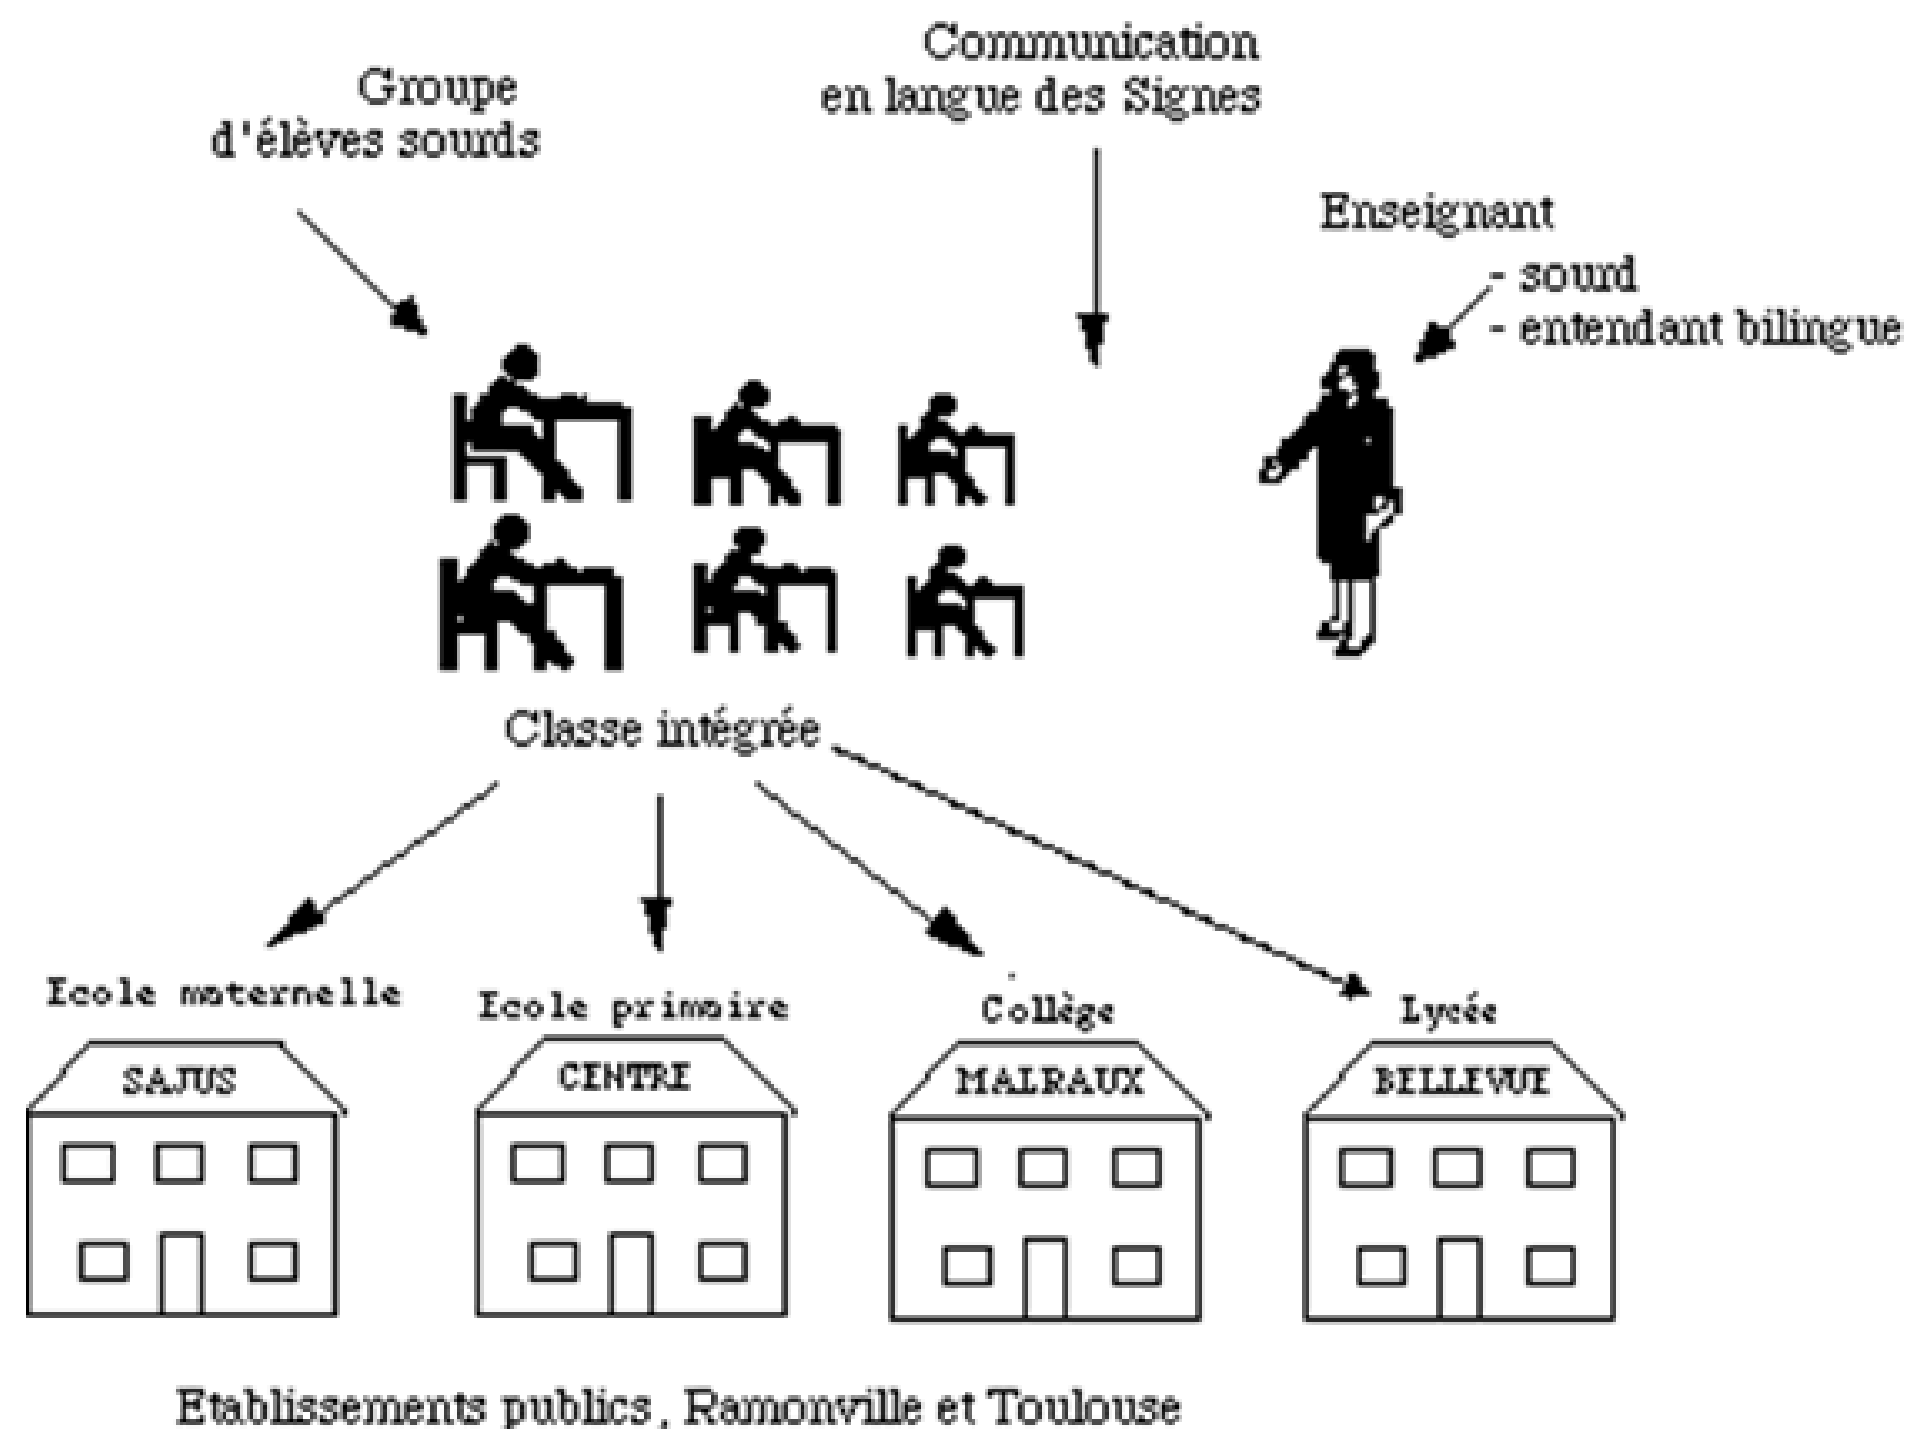 Groupe
d'élèves sourds
Communication
en langue des Signes
Enseignant
- sourd
- entendant bilingue
Classe intégrée
Ecole maternelle
Ecole primaire
Collège
Lycée
SAJUS
CENTRE
MALRAUX
BELLEVUE
Etablissements publics, Ramonville et Toulouse